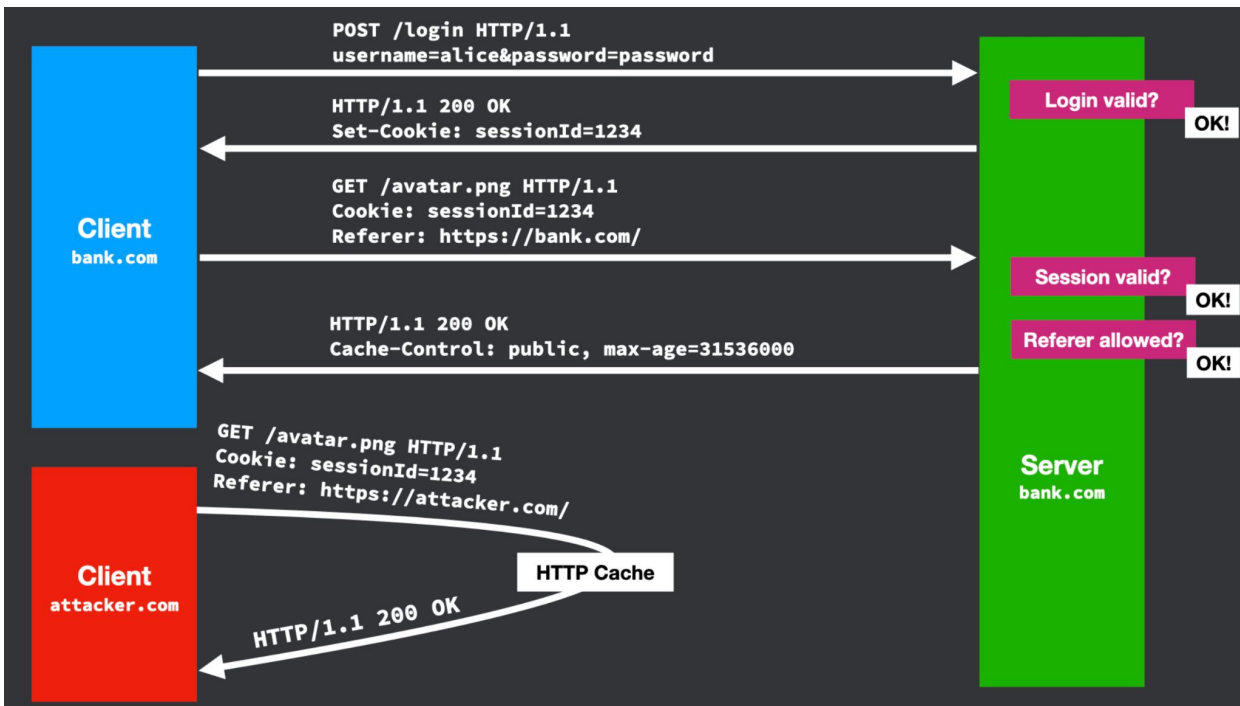 POST /login HTTP/1.1
username=alice&password=password
Login valid?
OK!
HTTP/1.1 200 OK
Set-Cookie: sessionId=1234
GET /avatar.png HTTP/1.1
Cookie: sessionId=1234
Referer: https://bank.com/
Client
bank.com
Session valid?
OK!
HTTP/1.1 200 OK
Cache-Control: public, max-age=31536000
Referer allowed?
OK!
GET /avatar.png HTTP/1.1
Cookie: sessionId=1234
Referer: https://attacker.com/
Server
bank.com
HTTP Cache
Client
attacker.com
HTTP/1.1 200 OK